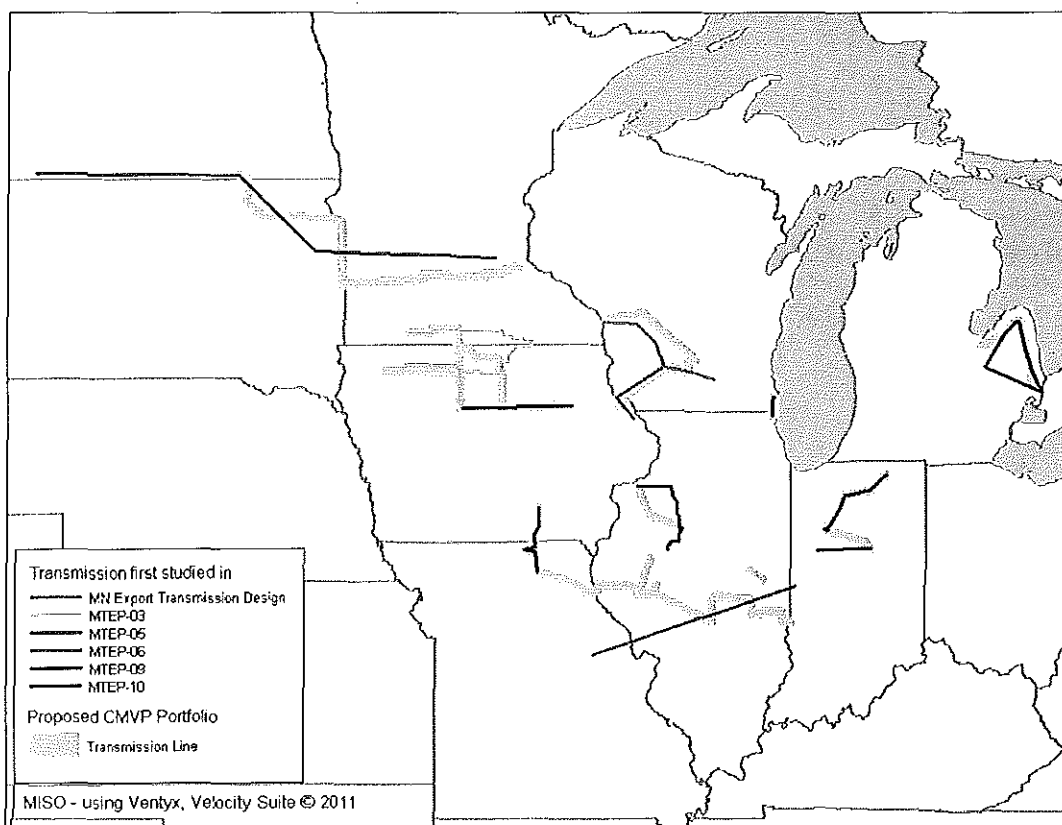 Transmission first studied in
MN Export Transmission Design
MTEP-03
MTEP-05
MTEP-06
MTEP-09
MTEP-10
Proposed CMVP Portfolio
Transmission Line
MISO - using Ventyx, Velocity Suite © 2011